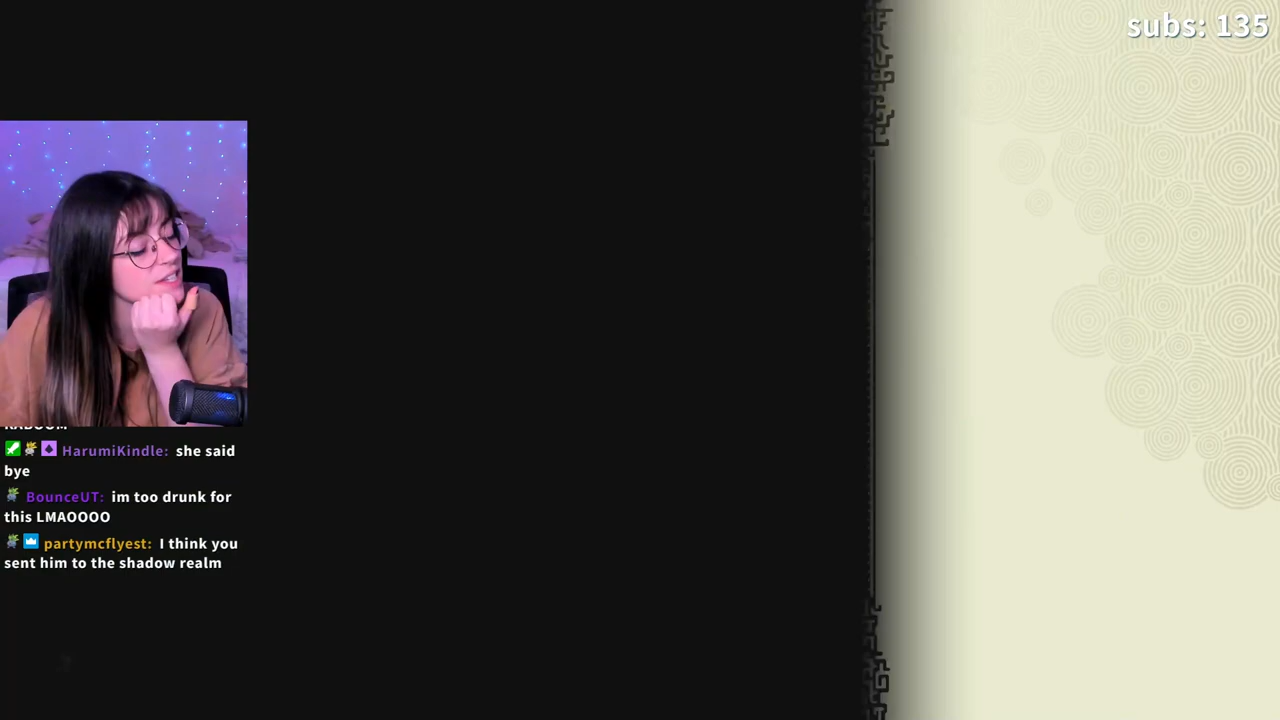 subs: 135
KABOOM
HarumiKindle: she said
bye
BounceUT: im too drunk for
this LMAOOOO
partymcflyest: I think you
sent him to the shadow realm